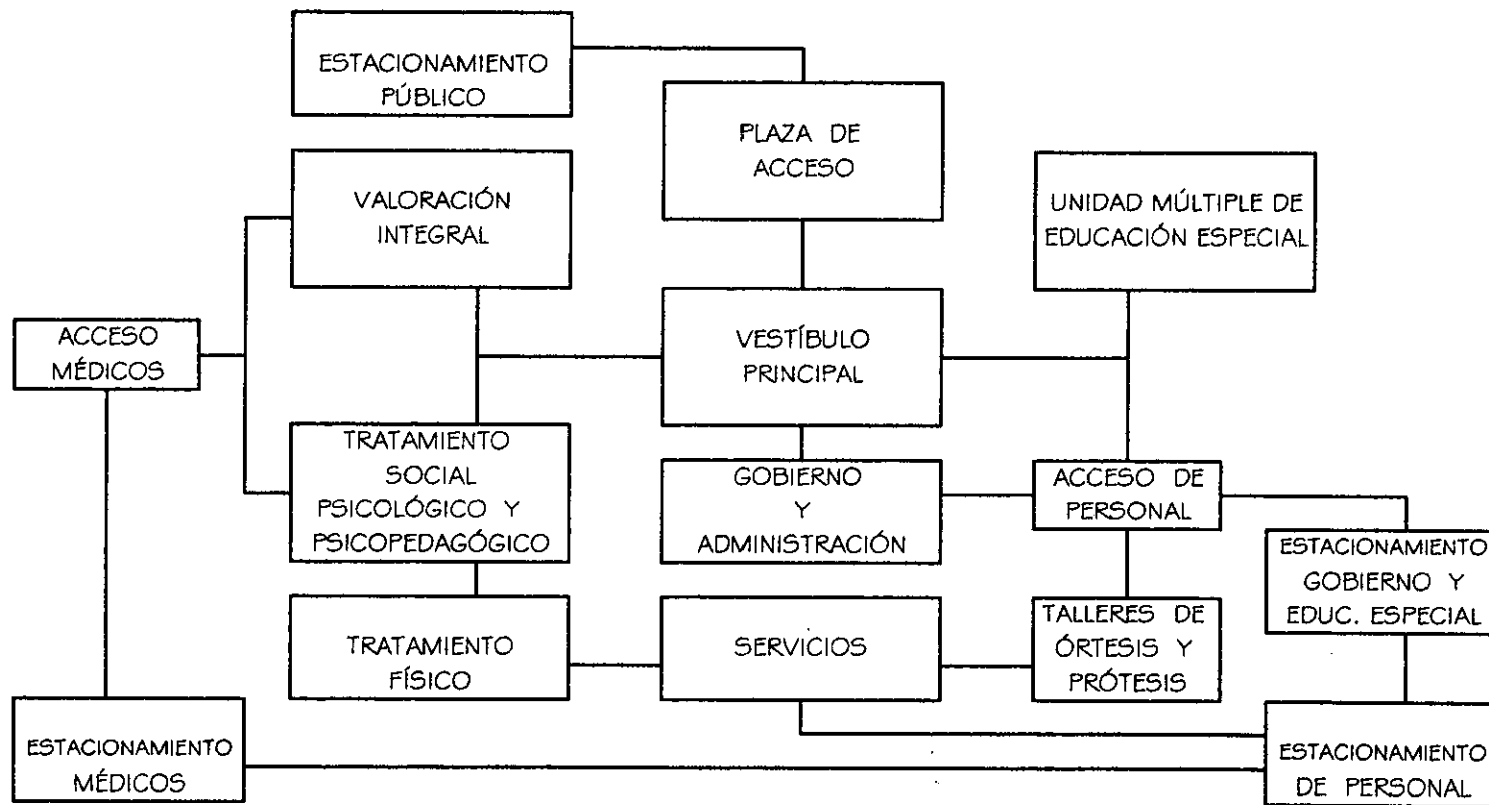 ESTACIONAMIENTO
PÚBLICO
PLAZA DE
ACCESO
VALORACIÓN
INTEGRAL
UNIDAD MÚLTIPLE DE
EDUCACIÓN ESPECIAL
ACCESO
MÉDICOS
VESTÍBULO
PRINCIPAL
TRATAMIENTO
SOCIAL
PSICOLÓGICO Y
PSICOPEDAGÓGICO
GOBIERNO
Y
ADMINISTRACIÓN
ACCESO DE
PERSONAL
ESTACIONAMIENTO
GOBIERNO Y
EDUC. ESPECIAL
TRATAMIENTO
FÍSICO
SERVICIOS
TALLERES DE
ÓRTESIS Y
PRÓTESIS
ESTACIONAMIENTO
MÉDICOS
ESTACIONAMIENTO
DE PERSONAL